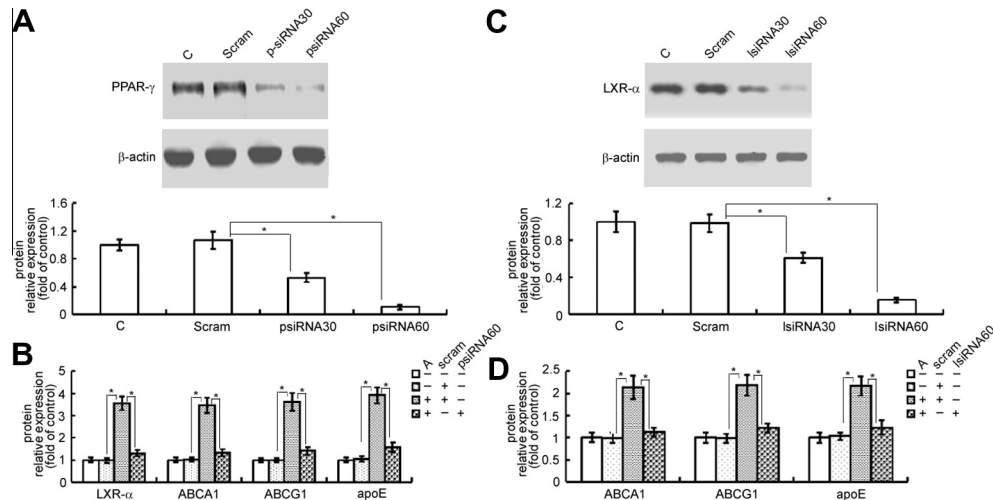 A
C Scram p-siRNA30 psiRNA60
PPAR-γ
β-actin
protein
relative expression
(fold of control)
1.6
1.2
0.8
0.4
0
* *
C Scram psiRNA30 psiRNA60
B
A scram psiRNA60
– – –
– + –
+ + –
+ – +
protein
relative expression
(fold of control)
5
4
3
2
1
0
* * * * * * * *
LXR-α ABCA1 ABCG1 apoE
C
C Scram lsiRNA30 lsiRNA60
LXR-α
β-actin
protein
relative expression
(fold of control)
1.2
0.8
0.4
0
* *
C Scram lsiRNA30 lsiRNA60
D
A scram lsiRNA60
– – –
– + –
+ + –
+ – +
protein
relative expression
(fold of control)
2.5
2
1.5
1
0.5
0
* * * * * *
ABCA1 ABCG1 apoE